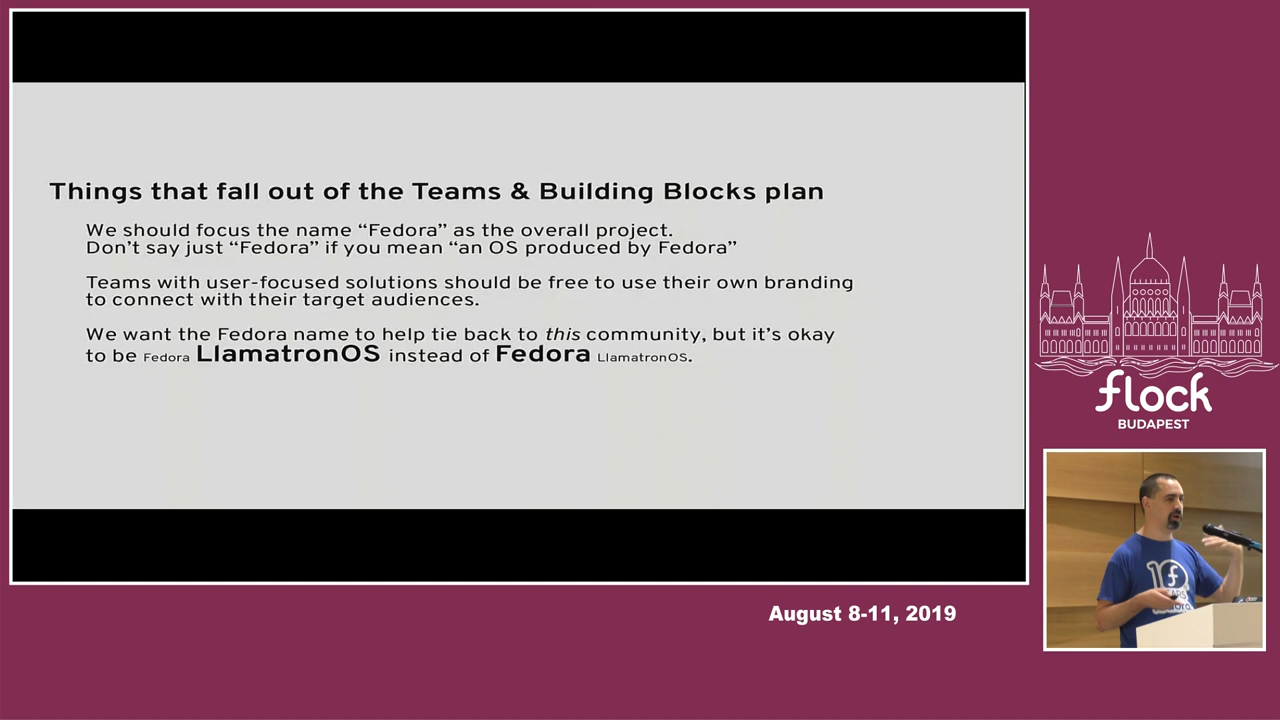 Things that fall out of the Teams & Building Blocks plan
We should focus the name “Fedora” as the overall project.
Don’t say just “Fedora” if you mean “an OS produced by Fedora”
Teams with user-focused solutions should be free to use their own branding
to connect with their target audiences.
We want the Fedora name to help tie back to this community, but it’s okay
to be Fedora LlamatronOS instead of Fedora LlamatronOS.
flock
BUDAPEST
10
August 8-11, 2019